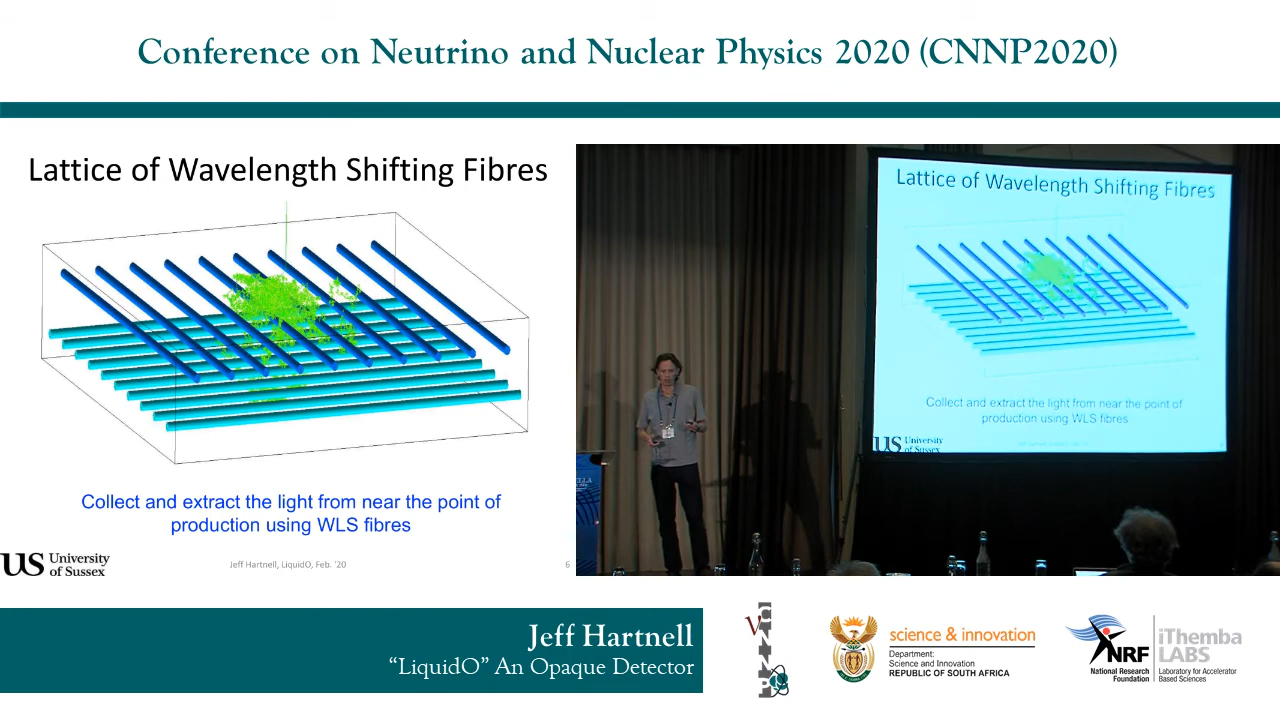 Conference on Neutrino and Nuclear Physics 2020 (CNNP2020)
Lattice of Wavelength Shifting Fibres
Collect and extract the light from near the point of
production using WLS fibres
US University
of Sussex
Jeff Hartnell, LiquidO, Feb. '20
6
Lattice of Wavelength Shifting Fibres
Collect and extract the light from near the point of
production using WLS fibres
US University
of Sussex
Jeff Hartnell
“LiquidO” An Opaque Detector
νCNNP
science & innovation
Department:
Science and Innovation
REPUBLIC OF SOUTH AFRICA
NRF
National Research
Foundation
iThemba
LABS
Laboratory for Accelerator
Based Sciences